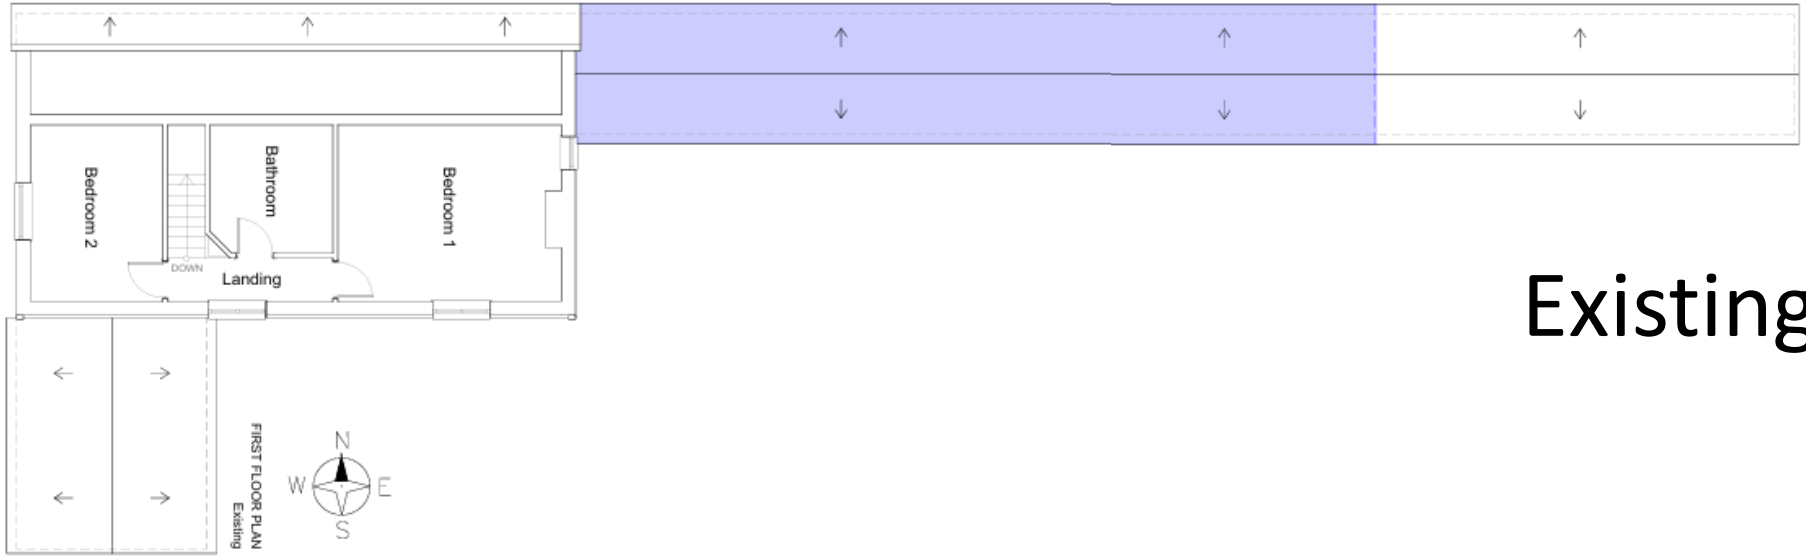 Bedroom 2
Bathroom
Bedroom 1
DOWN
Landing
Existing
FIRST FLOOR PLAN
Existing
N
W E
S